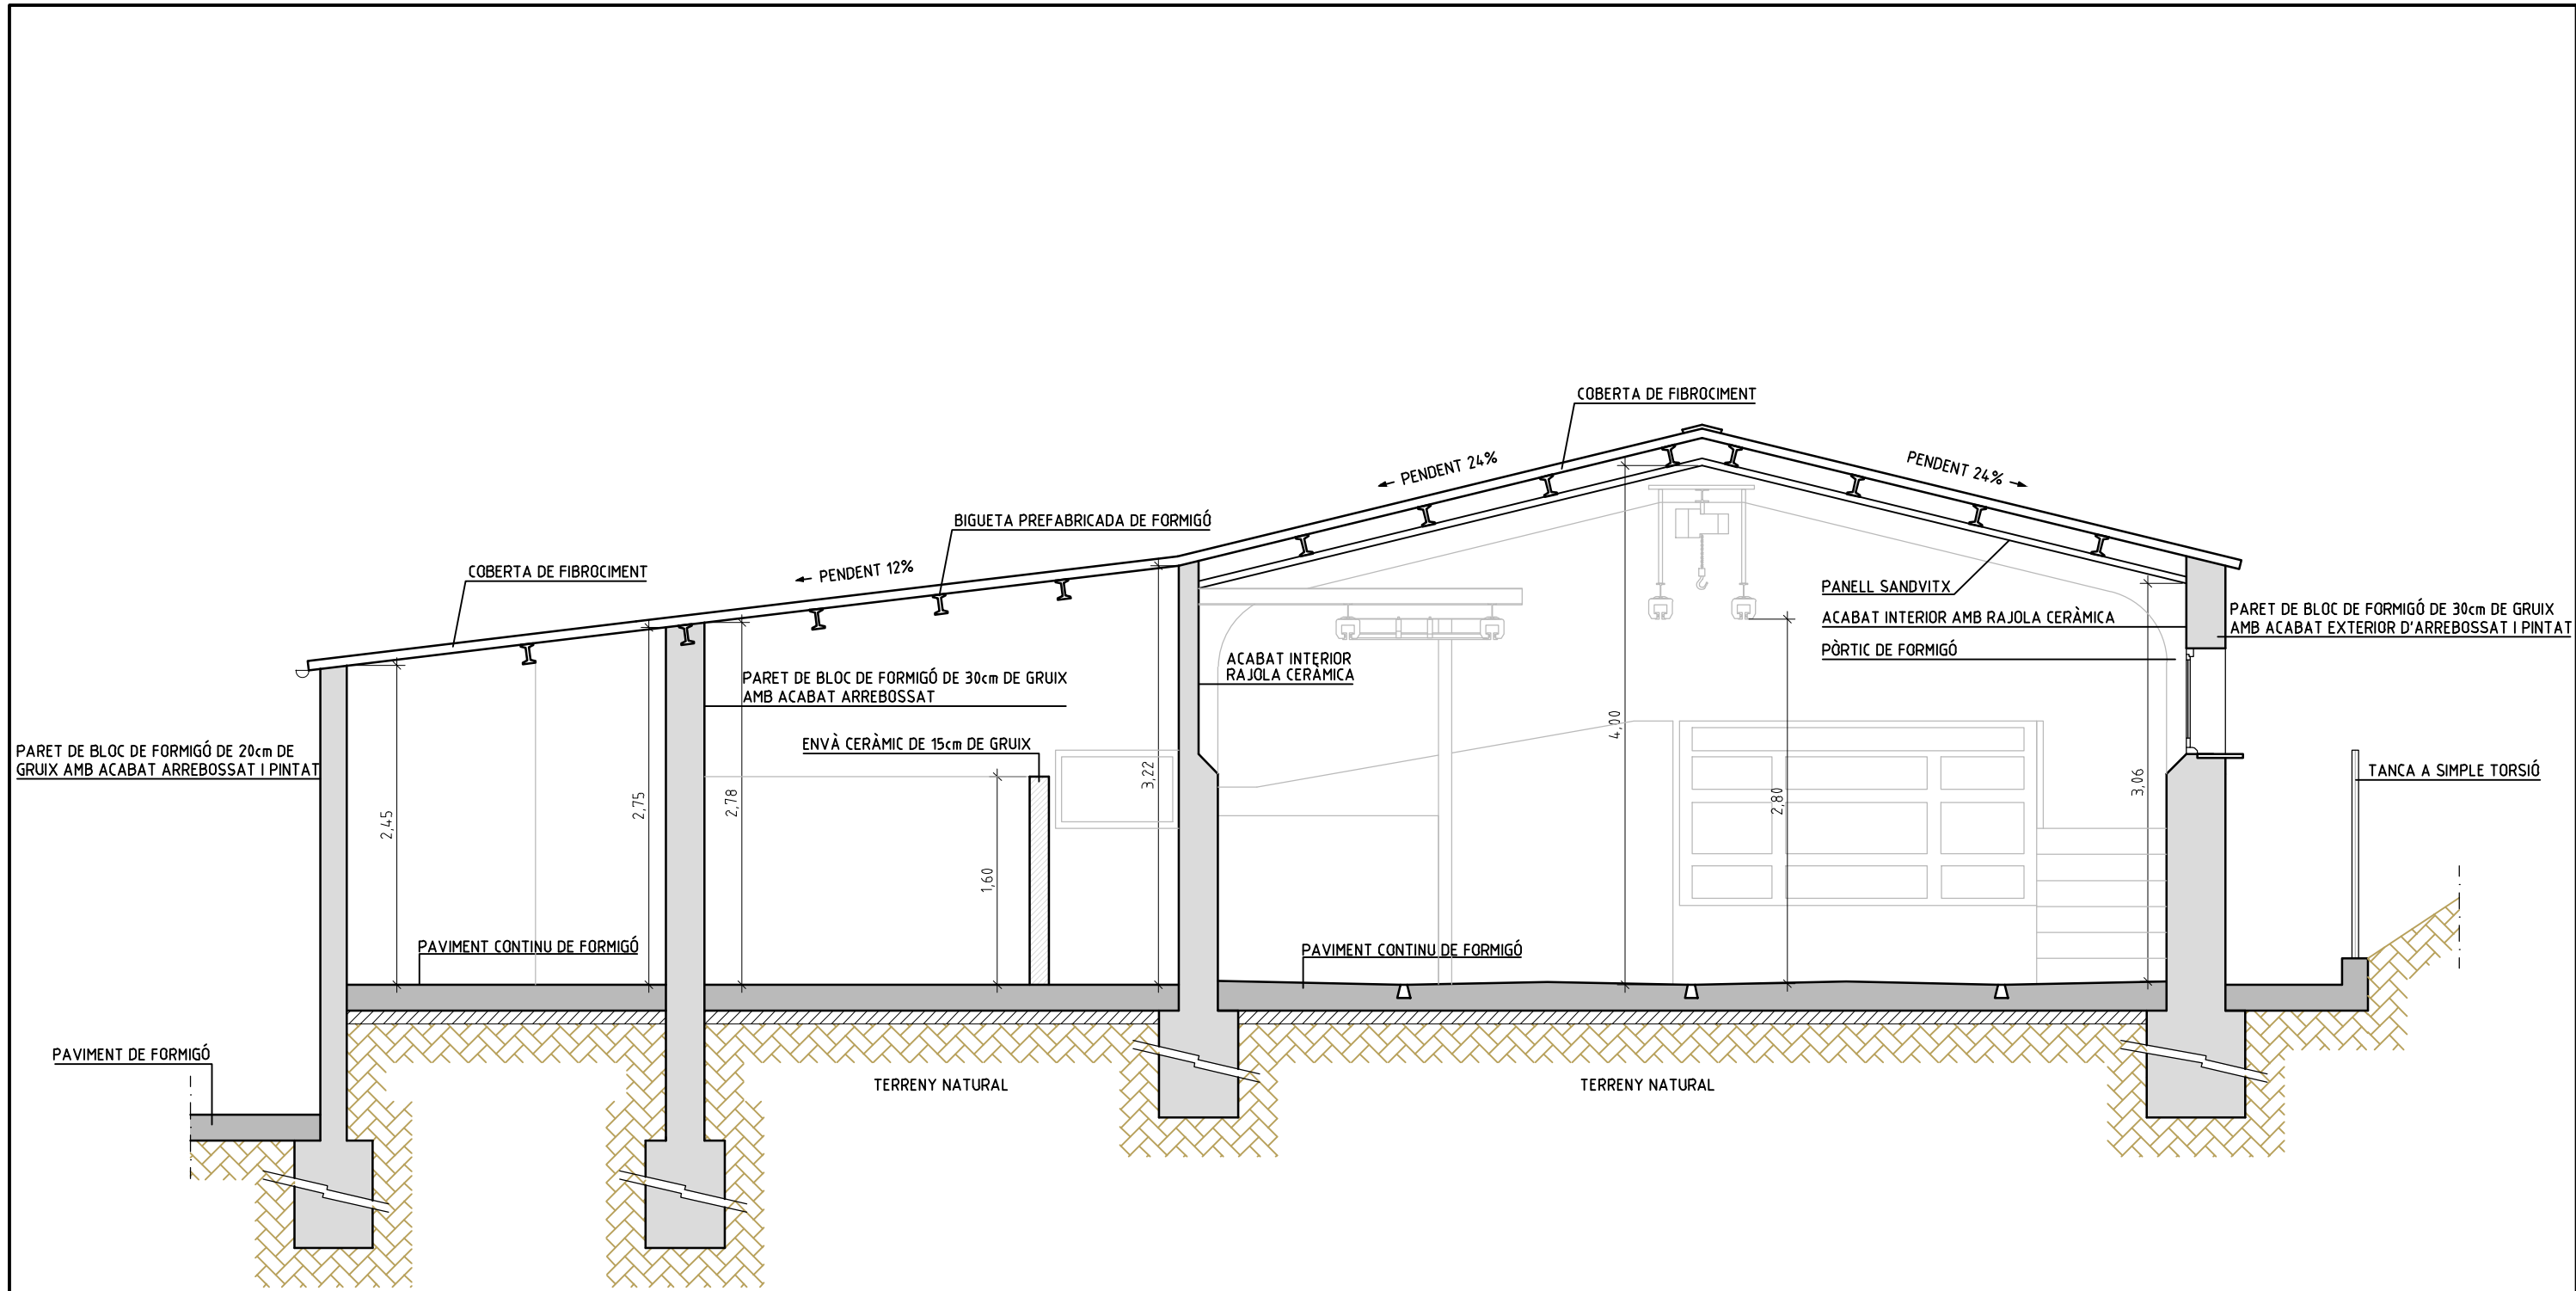 COBERTA DE FIBROCIMENT
PENDENT 24%
PENDENT 24%
BIGUETA PREFABRICADA DE FORMIGÓ
COBERTA DE FIBROCIMENT
PENDENT 12%
PANELL SANDVITX
ACABAT INTERIOR AMB RAJOLA CERÀMICA
PÒRTIC DE FORMIGÓ
PARET DE BLOC DE FORMIGÓ DE 30cm DE GRUIX
AMB ACABAT EXTERIOR D'ARREBOSSAT I PINTAT
ACABAT INTERIOR
RAJOLA CERÀMICA
PARET DE BLOC DE FORMIGÓ DE 30cm DE GRUIX
AMB ACABAT ARREBOSSAT
ENVÀ CERÀMIC DE 15cm DE GRUIX
PARET DE BLOC DE FORMIGÓ DE 20cm DE
GRUIX AMB ACABAT ARREBOSSAT I PINTAT
TANCA A SIMPLE TORSIÓ
2,45
2,75
2,78
1,60
3,22
4,00
2,80
3,06
PAVIMENT CONTINU DE FORMIGÓ
PAVIMENT CONTINU DE FORMIGÓ
PAVIMENT DE FORMIGÓ
TERRENY NATURAL
TERRENY NATURAL